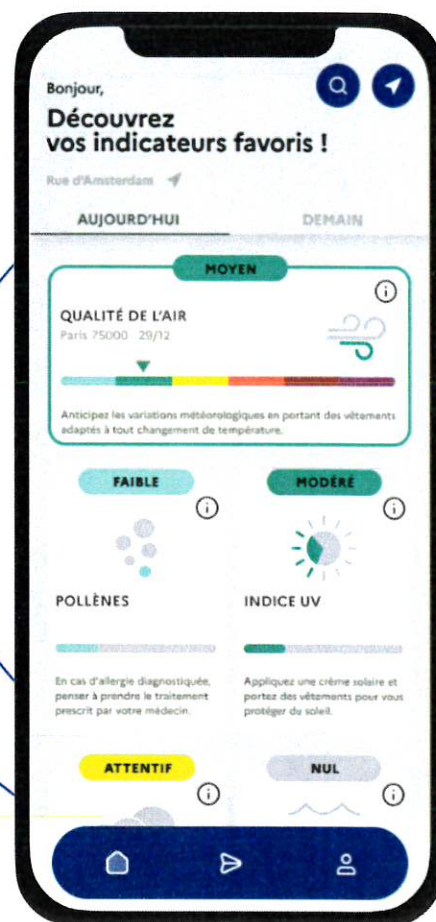 Bonjour,
Découvrez
vos indicateurs favoris !
Rue d'Amsterdam
AUJOURD'HUI
DEMAIN
MOYEN
QUALITÉ DE L'AIR
Paris 75000 29/12
Anticipez les variations météorologiques en portant des vêtements
adaptés à tout changement de température.
FAIBLE
POLLÈNES
En cas d'allergie diagnostiquée,
penser à prendre le traitement
prescrit par votre médecin.
MODÉRÉ
INDICE UV
Appliquez une crème solaire et
portez des vêtements pour vous
protéger du soleil.
ATTENTIF
NUL